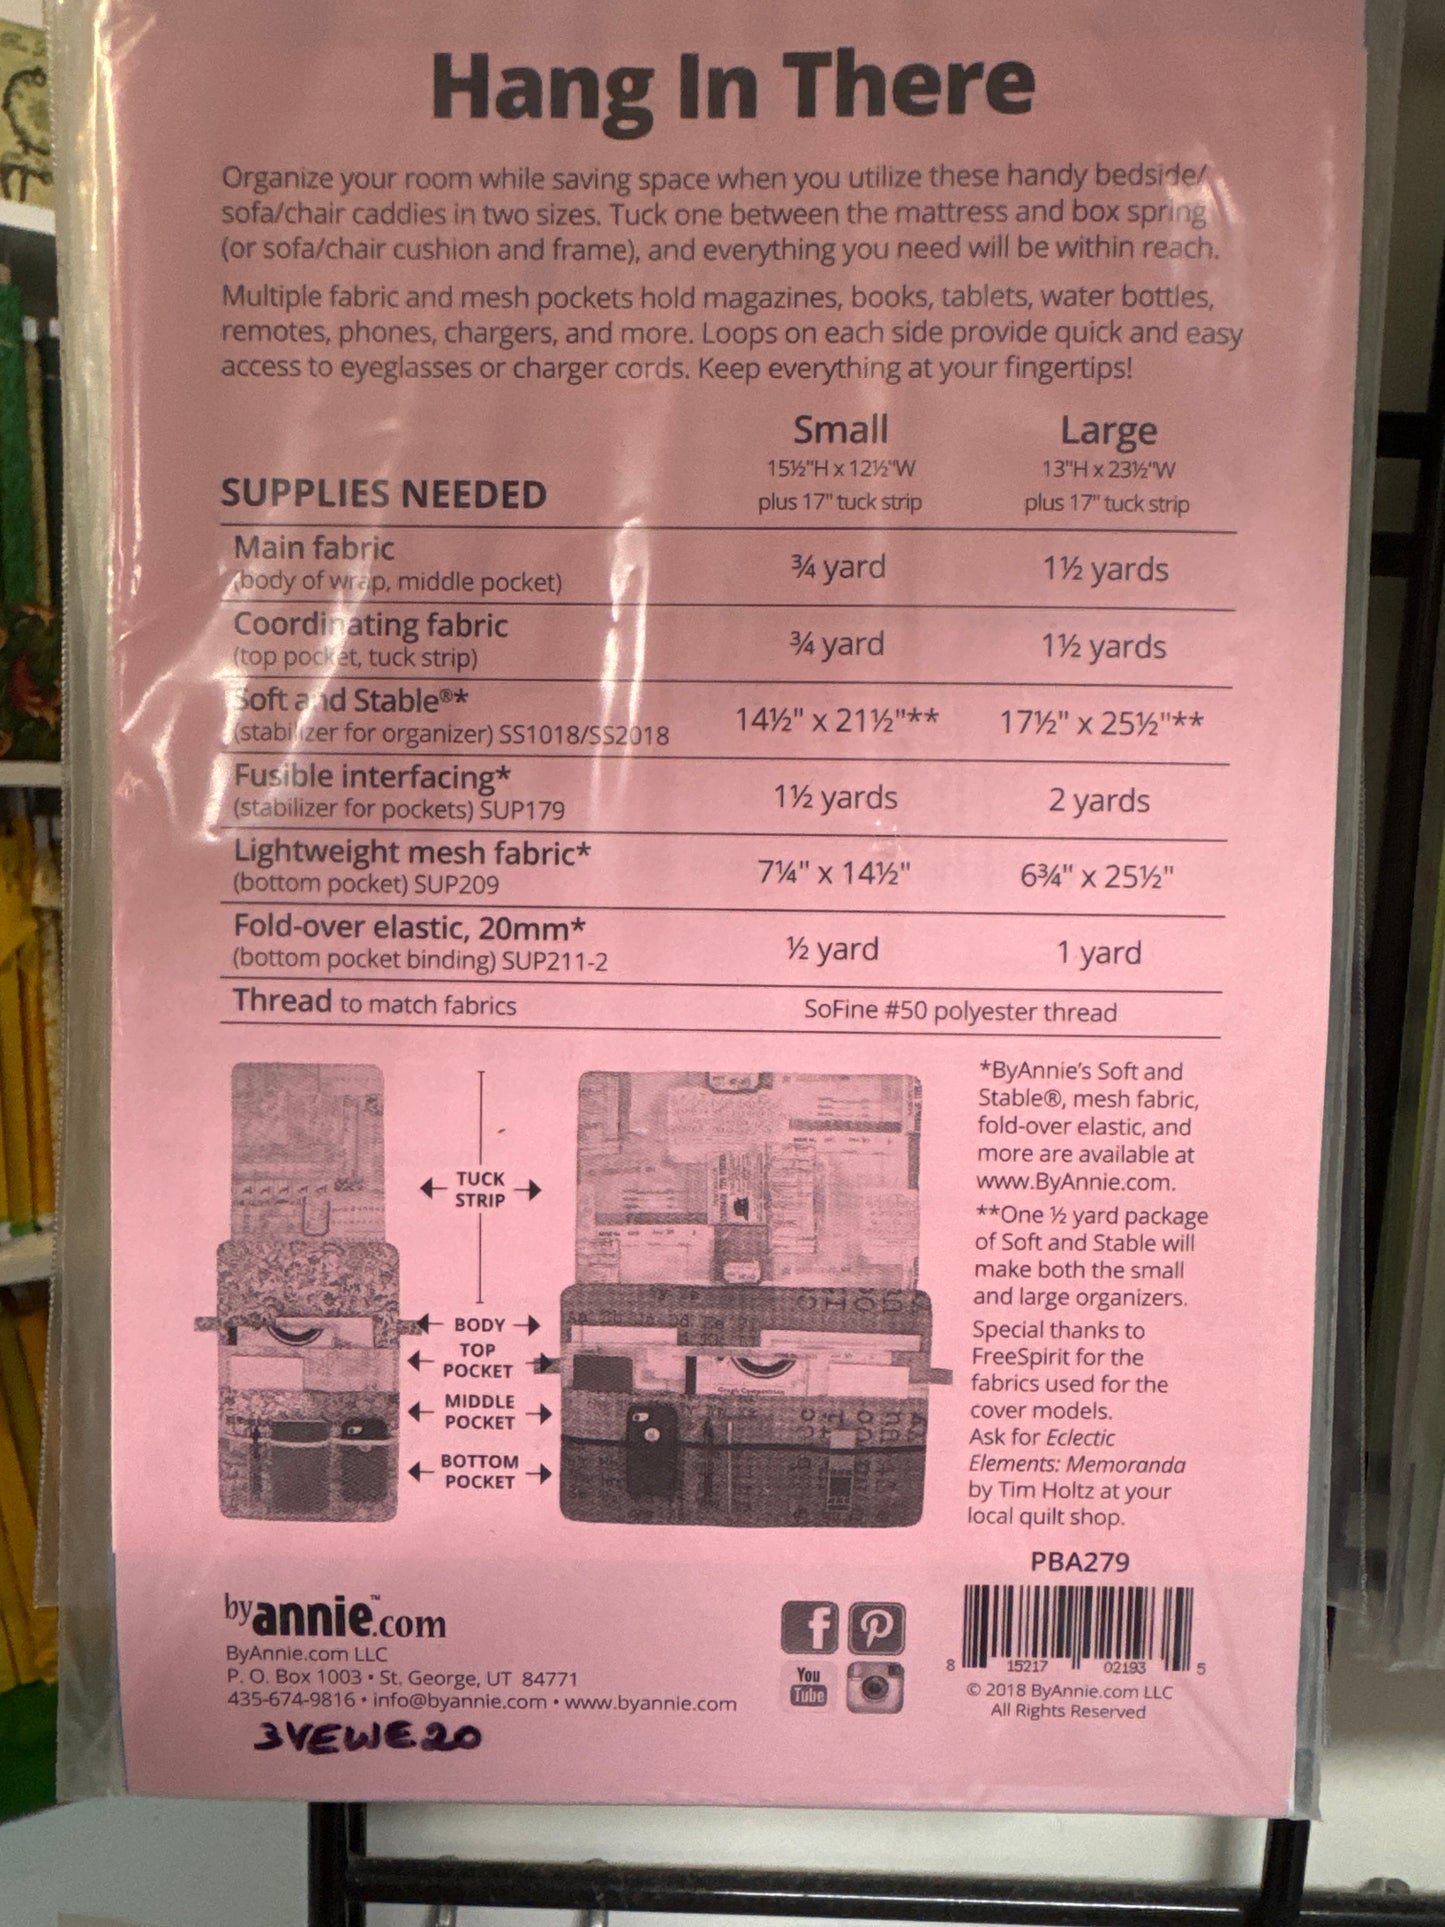 Hang In There
Organize your room while saving space when you utilize these handy bedside/
sofa/chair caddies in two sizes. Tuck one between the mattress and box spring
(or sofa/chair cushion and frame), and everything you need will be within reach.
Multiple fabric and mesh pockets hold magazines, books, tablets, water bottles,
remotes, phones, chargers, and more. Loops on each side provide quick and easy
access to eyeglasses or charger cords. Keep everything at your fingertips!
SUPPLIES NEEDED
Small
15½"H x 12½"W
plus 17" tuck strip
Large
13"H x 23½"W
plus 17" tuck strip
Main fabric
(body of wrap, middle pocket)
¾ yard
1½ yards
Coordinating fabric
(top pocket, tuck strip)
¾ yard
1½ yards
Soft and Stable®*
(stabilizer for organizer) SS1018/SS2018
14½" x 21½"**
17½" x 25½"**
Fusible interfacing*
(stabilizer for pockets) SUP179
1½ yards
2 yards
Lightweight mesh fabric*
(bottom pocket) SUP209
7¼" x 14½"
6¾" x 25½"
Fold-over elastic, 20mm*
(bottom pocket binding) SUP211-2
½ yard
1 yard
Thread to match fabrics
SoFine #50 polyester thread
TUCK
STRIP
BODY
TOP
POCKET
MIDDLE
POCKET
BOTTOM
POCKET
*ByAnnie's Soft and
Stable®, mesh fabric,
fold-over elastic, and
more are available at
www.ByAnnie.com.
**One ½ yard package
of Soft and Stable will
make both the small
and large organizers.
Special thanks to
FreeSpirit for the
fabrics used for the
cover models.
Ask for Eclectic
Elements: Memoranda
by Tim Holtz at your
local quilt shop.
PBA279
8 15217 02193 5
© 2018 ByAnnie.com LLC
All Rights Reserved
byannie.com™
ByAnnie.com LLC
P. O. Box 1003 • St. George, UT 84771
435-674-9816 • info@byannie.com • www.byannie.com
You
Tube
3VEWE20